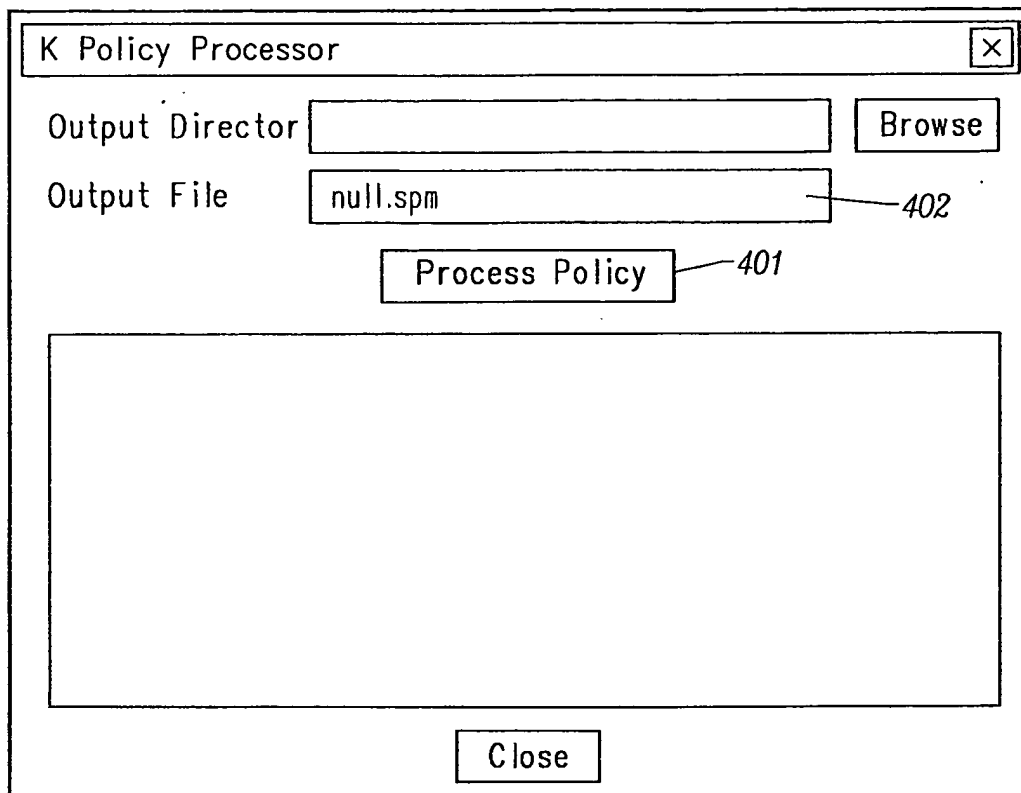 K Policy Processor ×
Output Director Browse
Output File null.spm 402
Process Policy 401
Close